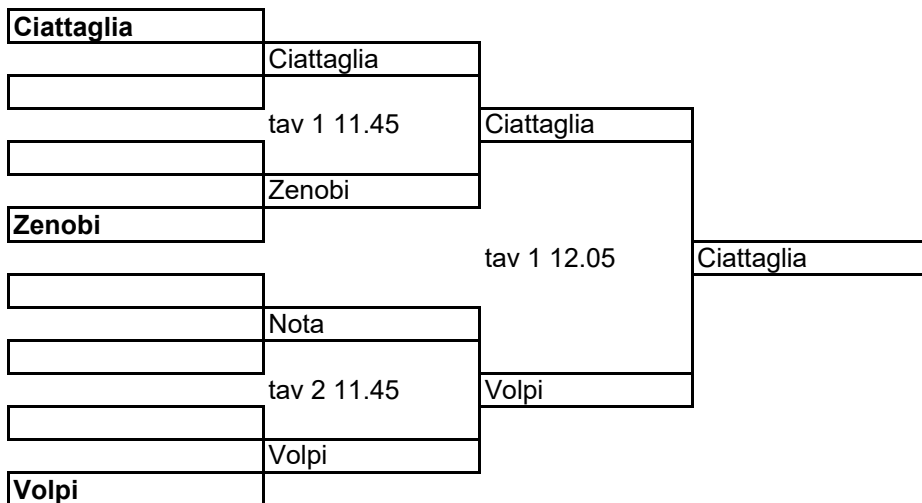 Ciattaglia
Ciattaglia
tav 1 11.45
Ciattaglia
Zenobi
Zenobi
tav 1 12.05
Ciattaglia
Nota
tav 2 11.45
Volpi
Volpi
Volpi